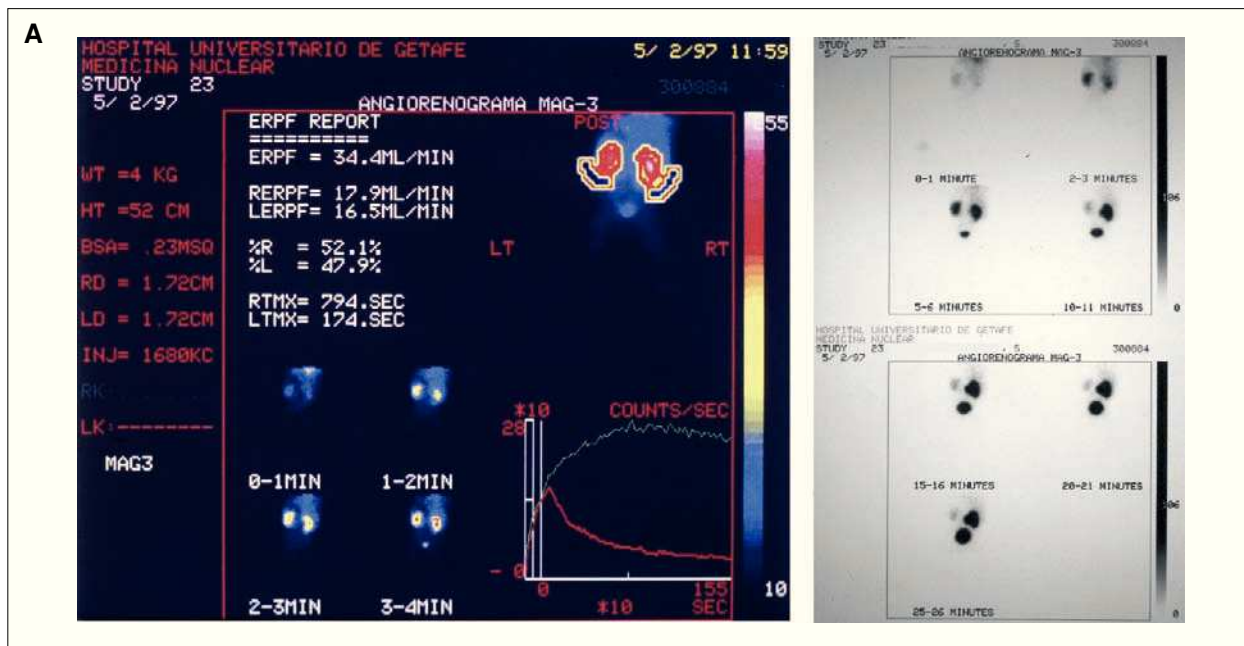 A
HOSPITAL UNIVERSITARIO DE GETAFE
5/ 2/97 11:59
MEDICINA NUCLEAR
STUDY 23
300084
5/ 2/97
ANGIORENOGRAMA MAG-3
ERPF REPORT
==========
ERPF = 34.4ML/MIN
RERPF= 17.9ML/MIN
LERPF= 16.5ML/MIN
%R = 52.1%
%L = 47.9%
RTMX= 794.SEC
LTMX= 174.SEC
POST
255
LT
RT
WT =4 KG
HT =52 CM
BSA= .23MSQ
RD = 1.72CM
LD = 1.72CM
INJ= 1680KC
RK
LK:--------
MAG3
0-1MIN
1-2MIN
2-3MIN
3-4MIN
*10
COUNTS/SEC
28
- 0
0
155
*10
SEC
10
STUDY 23 . S 300084
5/ 2/97
ANGIORENOGRAMA MAG-3
0-1 MINUTE
2-3 MINUTES
5-6 MINUTES
10-11 MINUTES
106
0
HOSPITAL UNIVERSITARIO DE GETAFE
MEDICINA NUCLEAR
STUDY 23 . S 300084
5/ 2/97
ANGIORENOGRAMA MAG-3
15-16 MINUTES
20-21 MINUTES
25-26 MINUTES
106
0